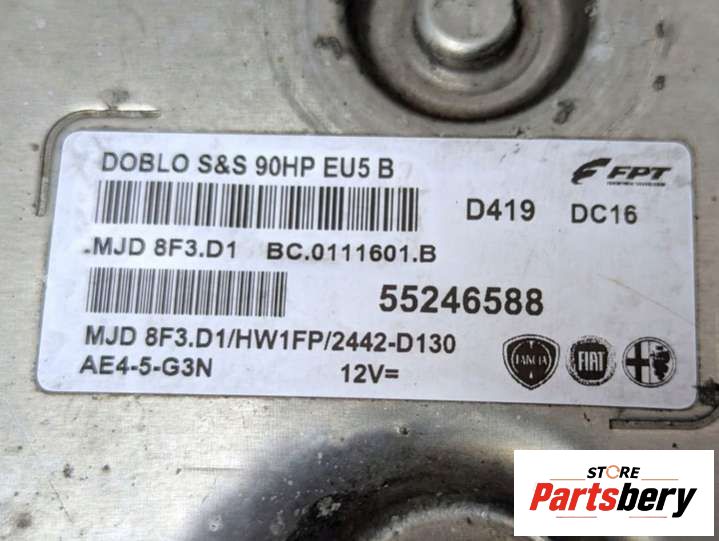 DOBLO S&S 90HP EU5 B
FPT
D419 DC16
.MJD 8F3.D1 BC.0111601.B
55246588
MJD 8F3.D1/HW1FP/2442-D130
AE4-5-G3N 12V=
LANCIA FIAT
STORE
Partsbery